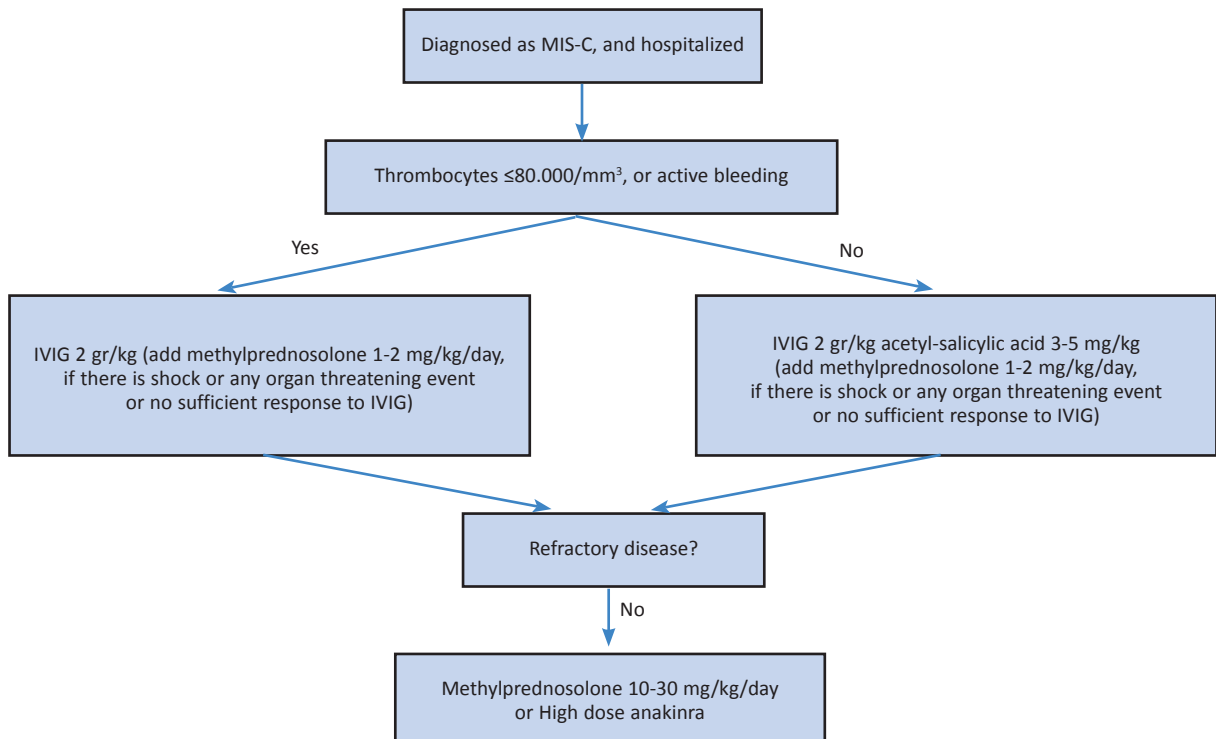 Diagnosed as MIS-C, and hospitalized
Thrombocytes ≤80.000/mm³, or active bleeding
Yes
No
IVIG 2 gr/kg (add methylprednosolone 1-2 mg/kg/day,
if there is shock or any organ threatening event
or no sufficient response to IVIG)
IVIG 2 gr/kg acetyl-salicylic acid 3-5 mg/kg
(add methylprednosolone 1-2 mg/kg/day,
if there is shock or any organ threatening event
or no sufficient response to IVIG)
Refractory disease?
No
Methylprednosolone 10-30 mg/kg/day
or High dose anakinra